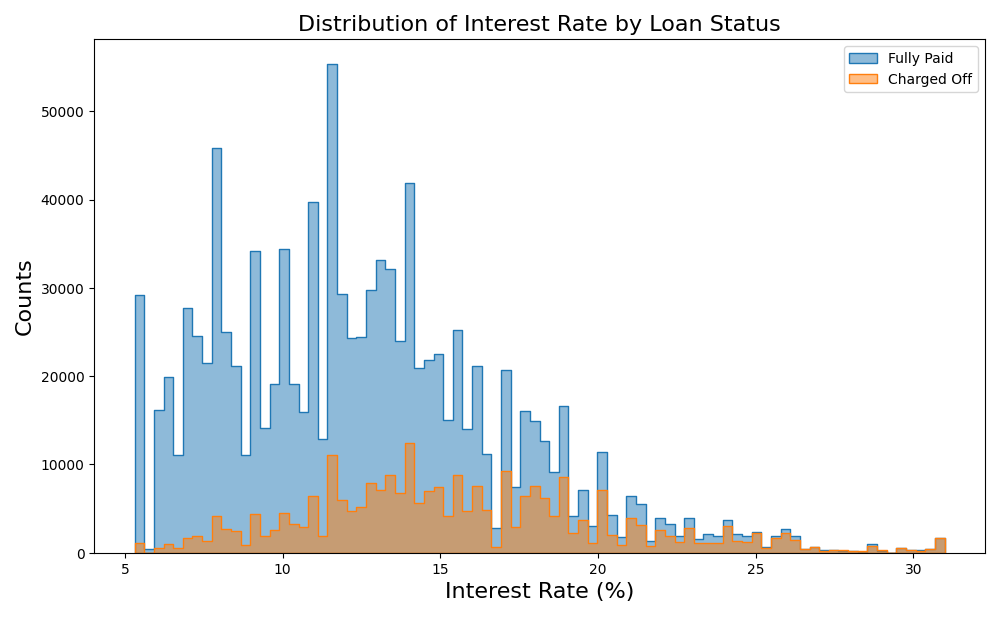 Distribution of Interest Rate by Loan Status
Fully Paid
Charged Off
Counts
50000
40000
30000
20000
10000
0
5 10 15 20 25 30
Interest Rate (%)